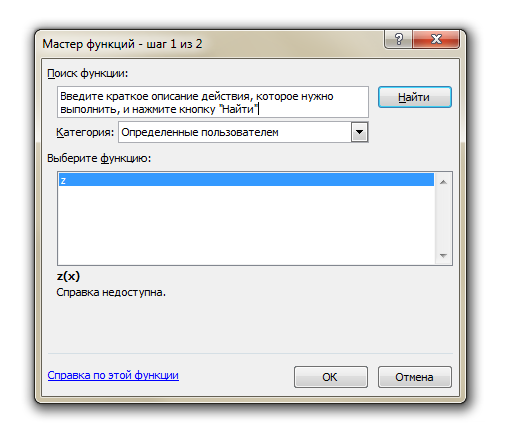 Мастер функций - шаг 1 из 2
?
Поиск функции:
Введите краткое описание действия, которое нужно
выполнить, и нажмите кнопку "Найти"
Найти
Категория: Определенные пользователем
Выберите функцию:
z
z(x)
Справка недоступна.
Справка по этой функции
ОК
Отмена